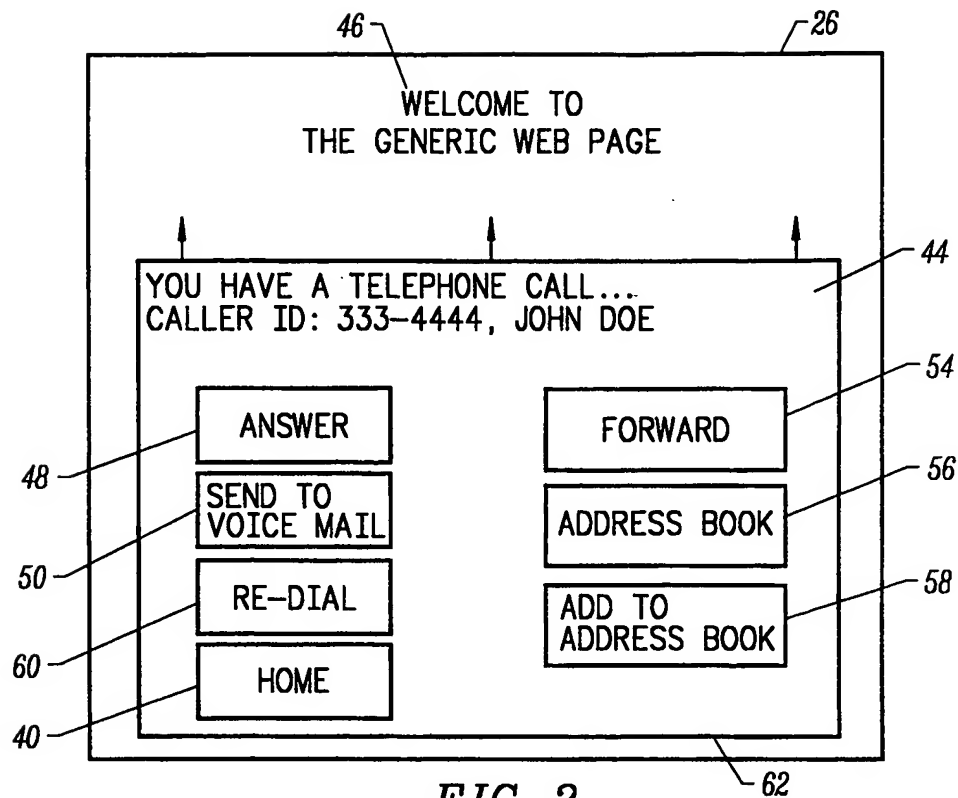 46
26
WELCOME TO
THE GENERIC WEB PAGE
44
YOU HAVE A TELEPHONE CALL...
CALLER ID: 333-4444, JOHN DOE
54
ANSWER
FORWARD
48
56
SEND TO
VOICE MAIL
ADDRESS BOOK
50
58
RE-DIAL
ADD TO
ADDRESS BOOK
60
HOME
40
62